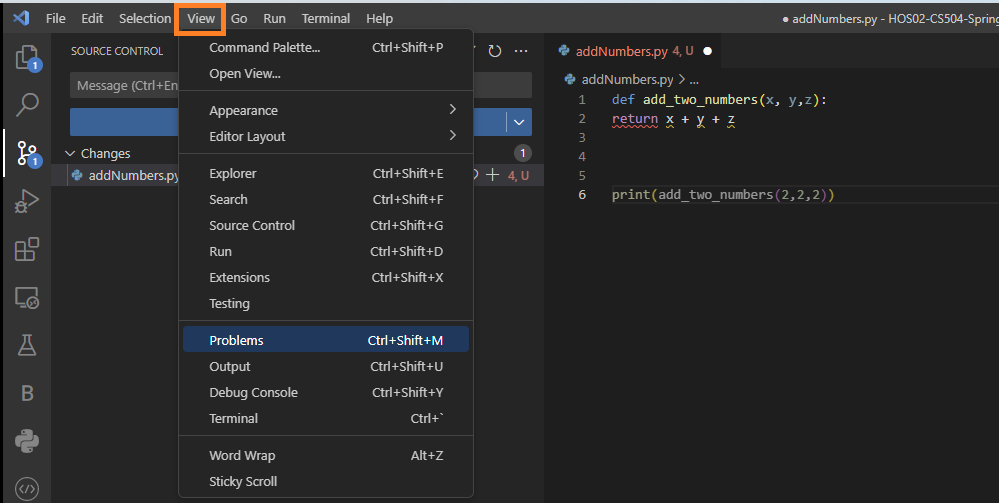 File Edit Selection View Go Run Terminal Help
● addNumbers.py - HOS02-CS504-Spring
SOURCE CONTROL
Message (Ctrl+En
Changes
1
addNumbers.py
4, U
1
1
Command Palette... Ctrl+Shift+P
Open View...
Appearance
Editor Layout
Explorer Ctrl+Shift+E
Search Ctrl+Shift+F
Source Control Ctrl+Shift+G
Run Ctrl+Shift+D
Extensions Ctrl+Shift+X
Testing
Problems Ctrl+Shift+M
Output Ctrl+Shift+U
Debug Console Ctrl+Shift+Y
Terminal Ctrl+`
Word Wrap Alt+Z
Sticky Scroll
B
addNumbers.py 4, U ●
addNumbers.py > ...
1 def add_two_numbers(x, y,z):
2 return x + y + z
3
4
5
6 print(add_two_numbers(2,2,2))